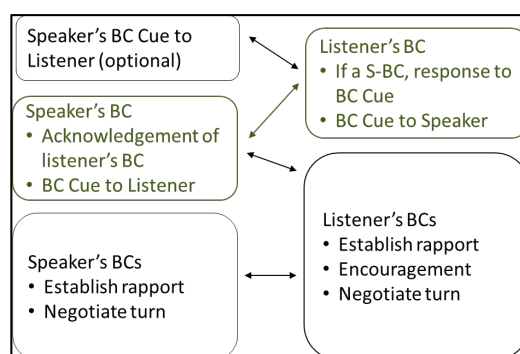 Speaker's BC Cue to
Listener (optional)
Listener's BC
• If a S-BC, response to
BC Cue
• BC Cue to Speaker
Speaker's BC
• Acknowledgement of
listener's BC
• BC Cue to Listener
Listener's BCs
• Establish rapport
• Encouragement
• Negotiate turn
Speaker's BCs
• Establish rapport
• Negotiate turn